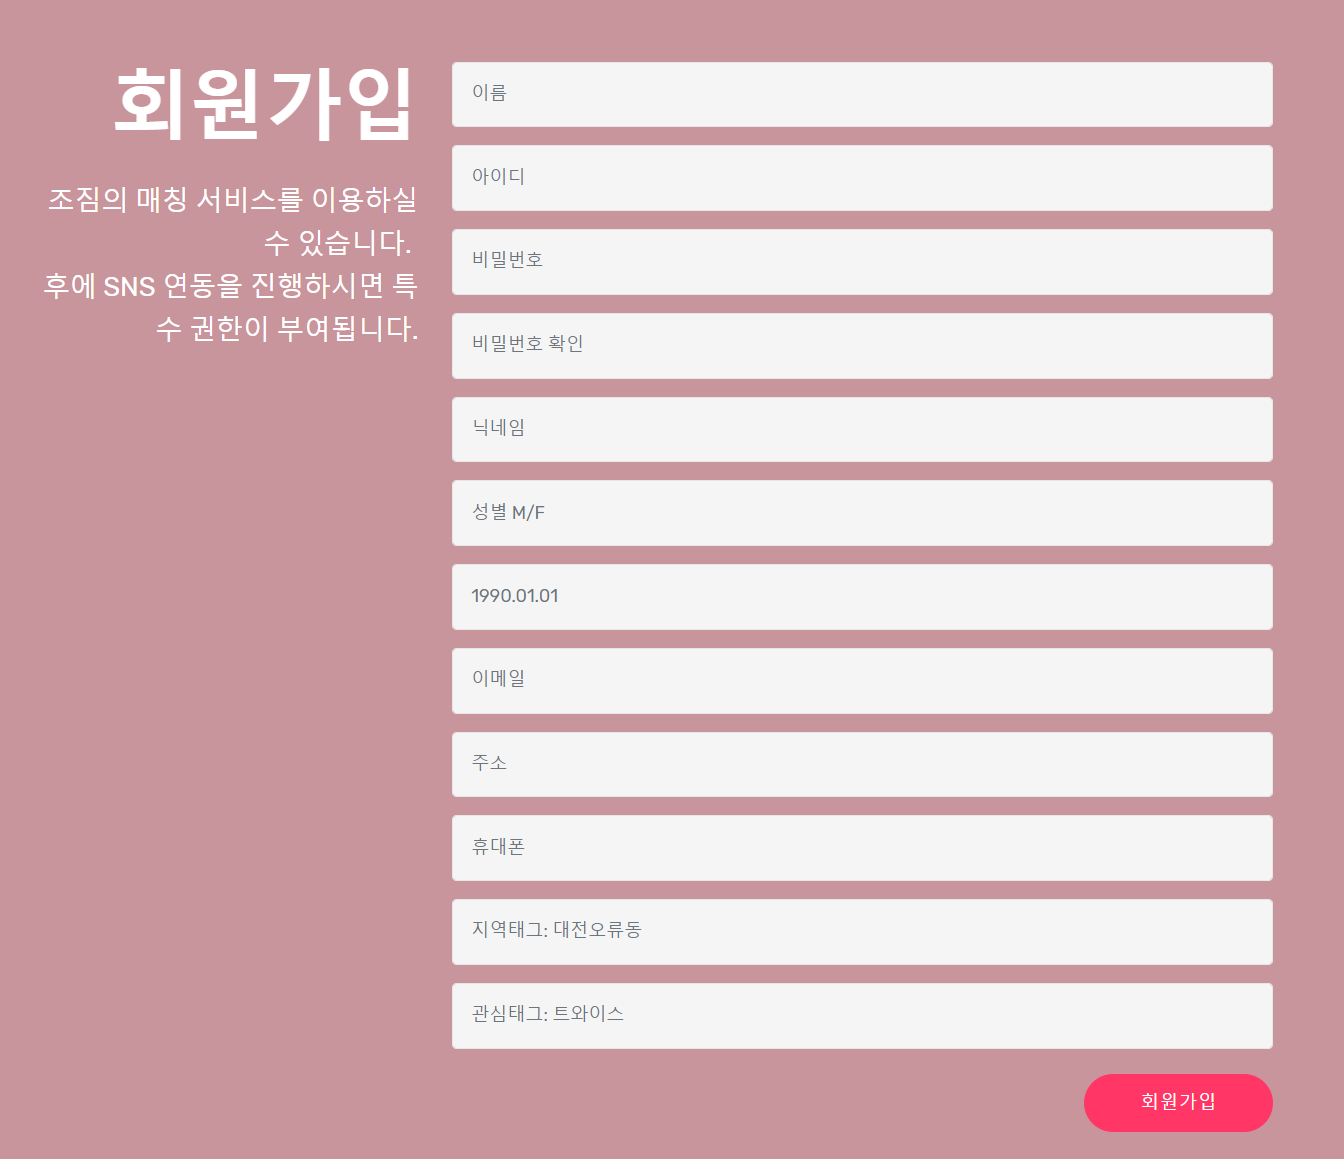 회원가입
조짐의 매칭 서비스를 이용하실
수 있습니다.
후에 SNS 연동을 진행하시면 특
수 권한이 부여됩니다.
이름
아이디
비밀번호
비밀번호 확인
닉네임
성별 M/F
1990.01.01
이메일
주소
휴대폰
지역태그: 대전오류동
관심태그: 트와이스
회원가입